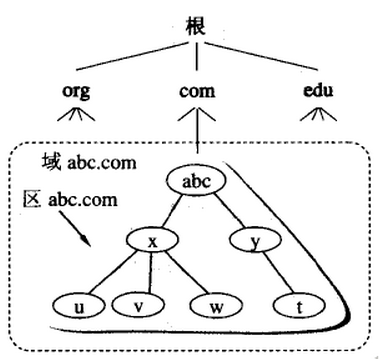 根
org com edu
域 abc.com
abc
区 abc.com
x y
u v w t